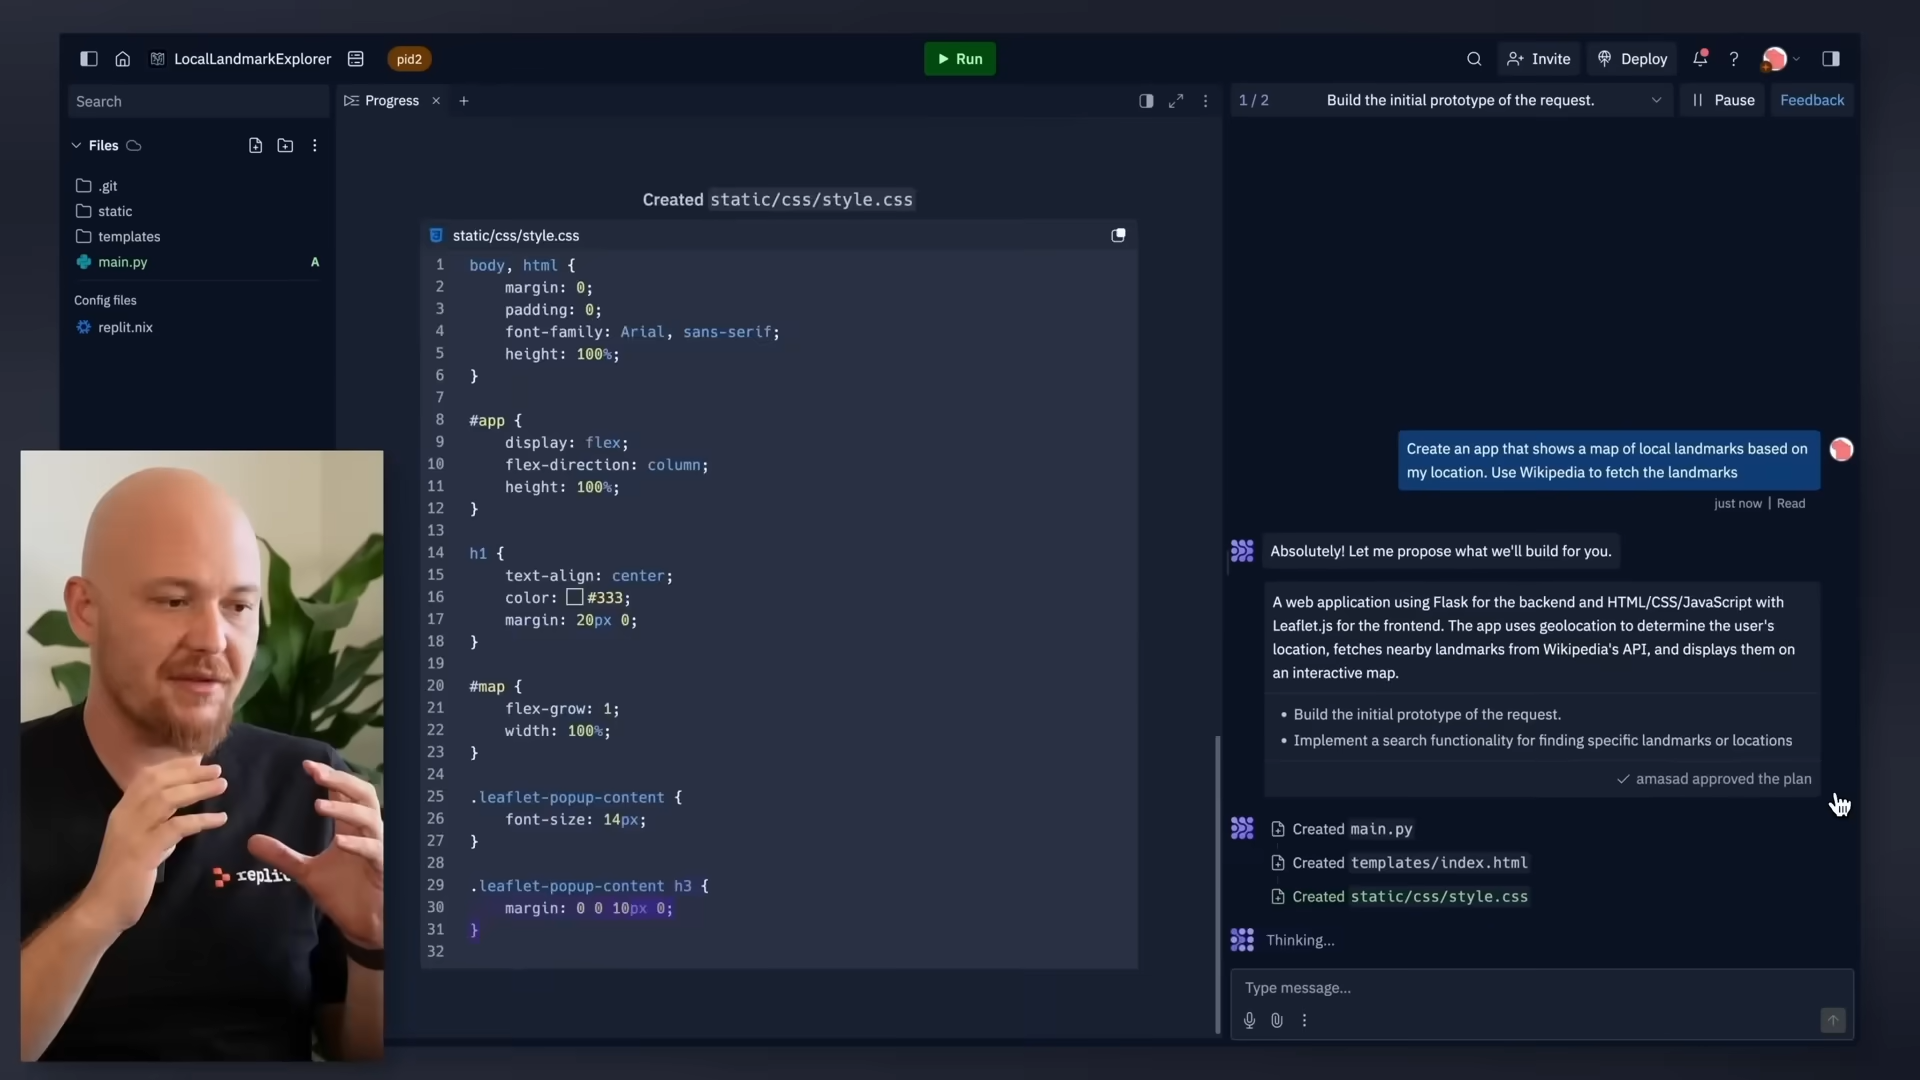 LocalLandmarkExplorer
pid2
Run
Invite
Deploy
?
Search
Progress
1 / 2
Build the initial prototype of the request.
Pause
Feedback
Files
.git
static
templates
main.py
A
Config files
replit.nix
Created static/css/style.css
static/css/style.css
1 body, html {
2 margin: 0;
3 padding: 0;
4 font-family: Arial, sans-serif;
5 height: 100%;
6 }
7
8 #app {
9 display: flex;
10 flex-direction: column;
11 height: 100%;
12 }
13
14 h1 {
15 text-align: center;
16 color: #333;
17 margin: 20px 0;
18 }
19
20 #map {
21 flex-grow: 1;
22 width: 100%;
23 }
24
25 .leaflet-popup-content {
26 font-size: 14px;
27 }
28
29 .leaflet-popup-content h3 {
30 margin: 0 0 10px 0;
31 }
32
Create an app that shows a map of local landmarks based on
my location. Use Wikipedia to fetch the landmarks
just now | Read
Absolutely! Let me propose what we'll build for you.
A web application using Flask for the backend and HTML/CSS/JavaScript with
Leaflet.js for the frontend. The app uses geolocation to determine the user's
location, fetches nearby landmarks from Wikipedia's API, and displays them on
an interactive map.
• Build the initial prototype of the request.
• Implement a search functionality for finding specific landmarks or locations
amasad approved the plan
Created main.py
Created templates/index.html
Created static/css/style.css
Thinking...
Type message...
replit